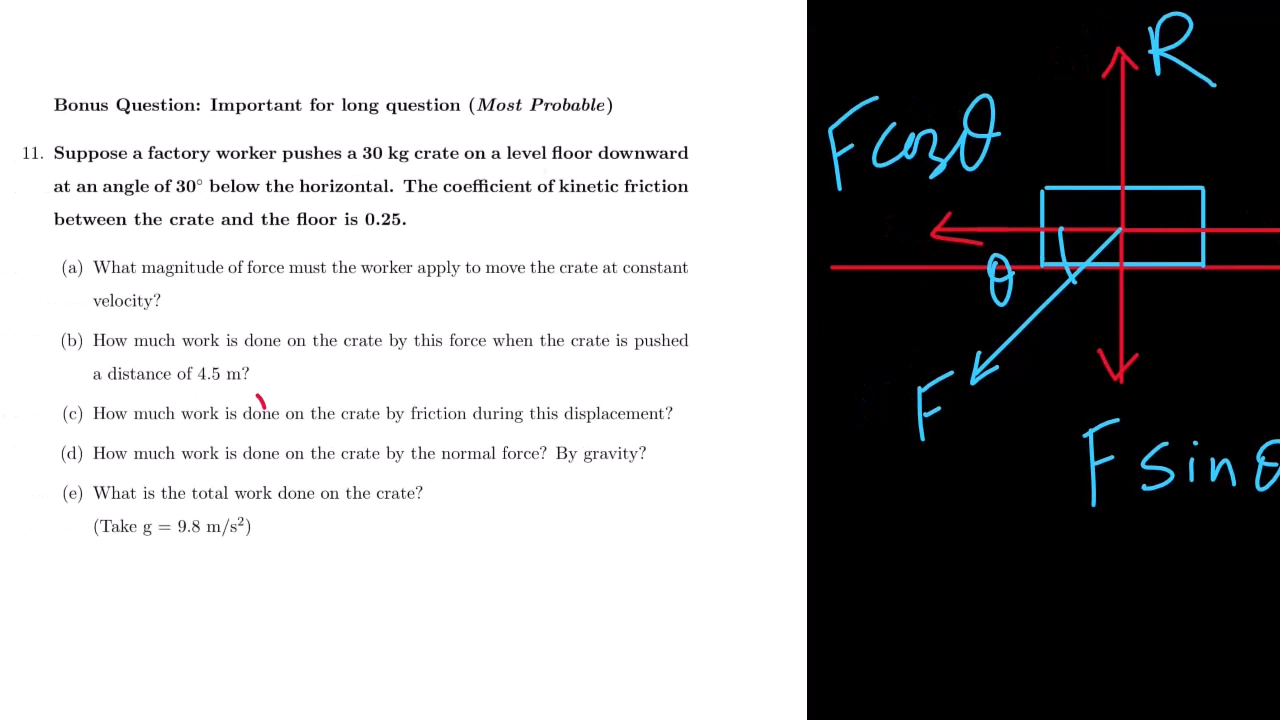 Bonus Question: Important for long question (Most Probable)
11. Suppose a factory worker pushes a 30 kg crate on a level floor downward
at an angle of 30° below the horizontal. The coefficient of kinetic friction
between the crate and the floor is 0.25.
(a) What magnitude of force must the worker apply to move the crate at constant
velocity?
(b) How much work is done on the crate by this force when the crate is pushed
a distance of 4.5 m?
(c) How much work is done on the crate by friction during this displacement?
(d) How much work is done on the crate by the normal force? By gravity?
(e) What is the total work done on the crate?
(Take g = 9.8 m/s²)
R
F cosθ
θ
F
F sinθ